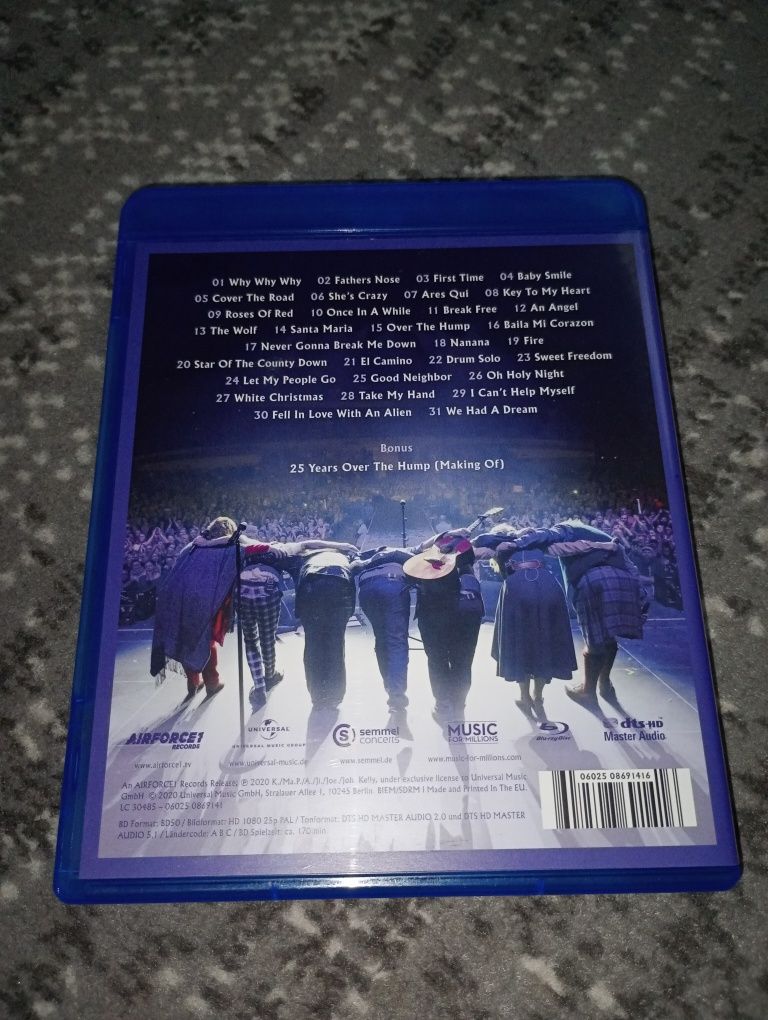 01 Why Why Why 02 Fathers Nose 03 First Time 04 Baby Smile
05 Cover The Road 06 She's Crazy 07 Ares Qui 08 Key To My Heart
09 Roses Of Red 10 Once In A While 11 Break Free 12 An Angel
13 The Wolf 14 Santa Maria 15 Over The Hump 16 Baila Mi Corazon
17 Never Gonna Break Me Down 18 Nanana 19 Fire
20 Star Of The County Down 21 El Camino 22 Drum Solo 23 Sweet Freedom
24 Let My People Go 25 Good Neighbor 26 Oh Holy Night
27 White Christmas 28 Take My Hand 29 I Can't Help Myself
30 Fell In Love With An Alien 31 We Had A Dream
Bonus
25 Years Over The Hump (Making Of)
AIRFORCE1
RECORDS
UNIVERSAL
UNIVERSAL MUSIC GROUP
S semmel
concerts
MUSIC
FOR MILLIONS
Blu-ray Disc
dts-HD
Master Audio
www.airforce1.tv www.universal-music.de www.semmel.de www.music-for-millions.com
An AIRFORCE1 Records Release; ℗ 2020 K./Ma.P./A./Ji./Joe./Joh. Kelly, under exclusive license to Universal Music
GmbH © 2020 Universal Music GmbH, Stralauer Allee 1, 10245 Berlin BIEM/SDRM I Made and Printed In The EU.
LC 30485 – 06025 0869141
BD Format: BD50 / Bildformat: HD 1080 25p PAL / Tonformat: DTS HD MASTER AUDIO 2.0 und DTS HD MASTER
AUDIO 5.1 / Ländercode: A B C / BD Spielzeit: ca. 170 min
06025 08691416